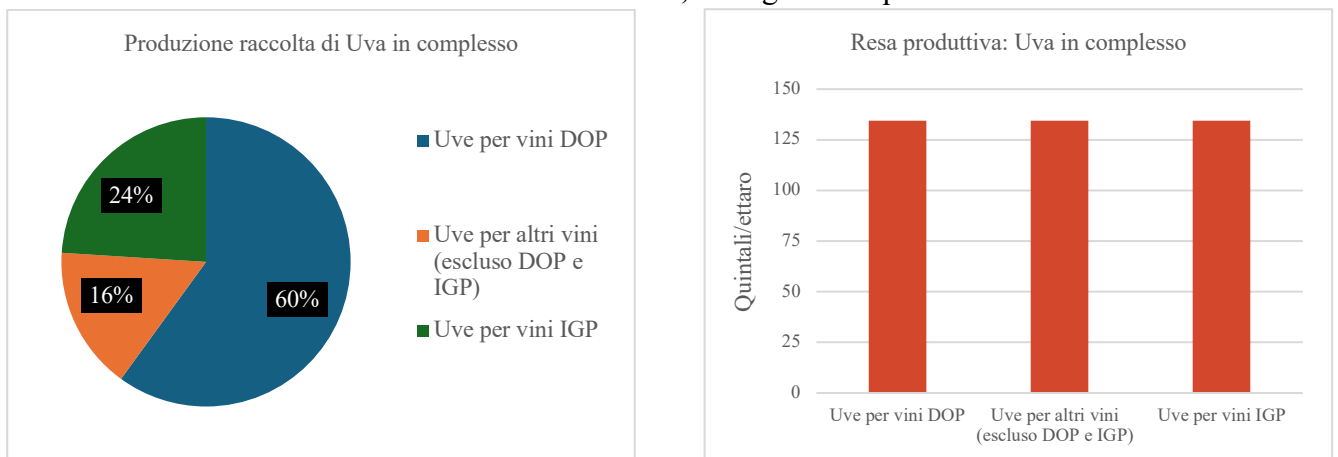 Produzione raccolta di Uva in complesso
24%
16%
60%
Uve per vini DOP
Uve per altri vini
(escluso DOP e
IGP)
Uve per vini IGP
Resa produttiva: Uva in complesso
Quintali/ettaro
150
125
100
75
50
25
0
Uve per vini DOP
Uve per altri vini
(escluso DOP e IGP)
Uve per vini IGP